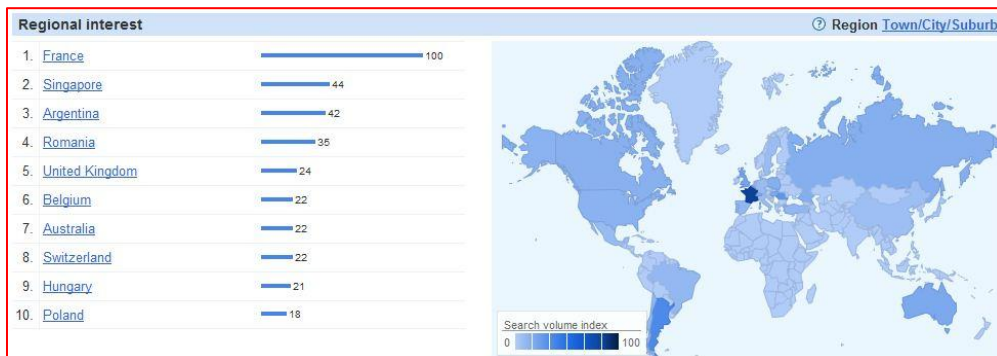 Regional interest
? Region Town/City/Suburb
1. France 100
2. Singapore 44
3. Argentina 42
4. Romania 35
5. United Kingdom 24
6. Belgium 22
7. Australia 22
8. Switzerland 22
9. Hungary 21
10. Poland 18
Search volume index
0 100